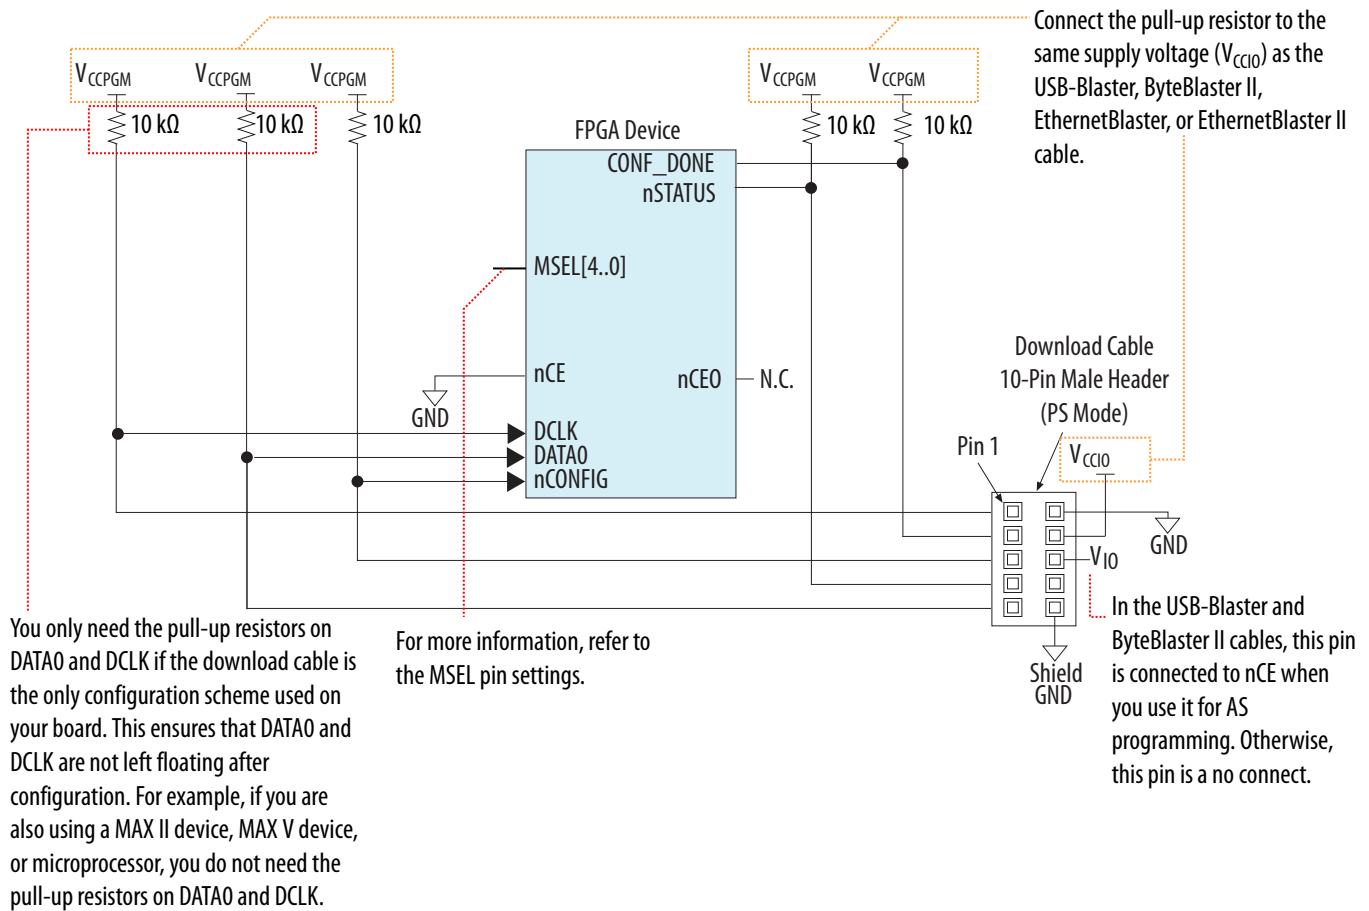 Connect the pull-up resistor to the
same supply voltage (VCCIO) as the
USB-Blaster, ByteBlaster II,
EthernetBlaster, or EthernetBlaster II
cable.
VCCPGM
VCCPGM
VCCPGM
VCCPGM
VCCPGM
10 kΩ
10 kΩ
10 kΩ
10 kΩ
10 kΩ
FPGA Device
CONF_DONE
nSTATUS
MSEL[4..0]
nCE
nCEO
N.C.
GND
DCLK
DATA0
nCONFIG
Download Cable
10-Pin Male Header
(PS Mode)
Pin 1
VCCIO
GND
VIO
Shield
GND
In the USB-Blaster and
ByteBlaster II cables, this pin
is connected to nCE when
you use it for AS
programming. Otherwise,
this pin is a no connect.
For more information, refer to
the MSEL pin settings.
You only need the pull-up resistors on
DATA0 and DCLK if the download cable is
the only configuration scheme used on
your board. This ensures that DATA0 and
DCLK are not left floating after
configuration. For example, if you are
also using a MAX II device, MAX V device,
or microprocessor, you do not need the
pull-up resistors on DATA0 and DCLK.